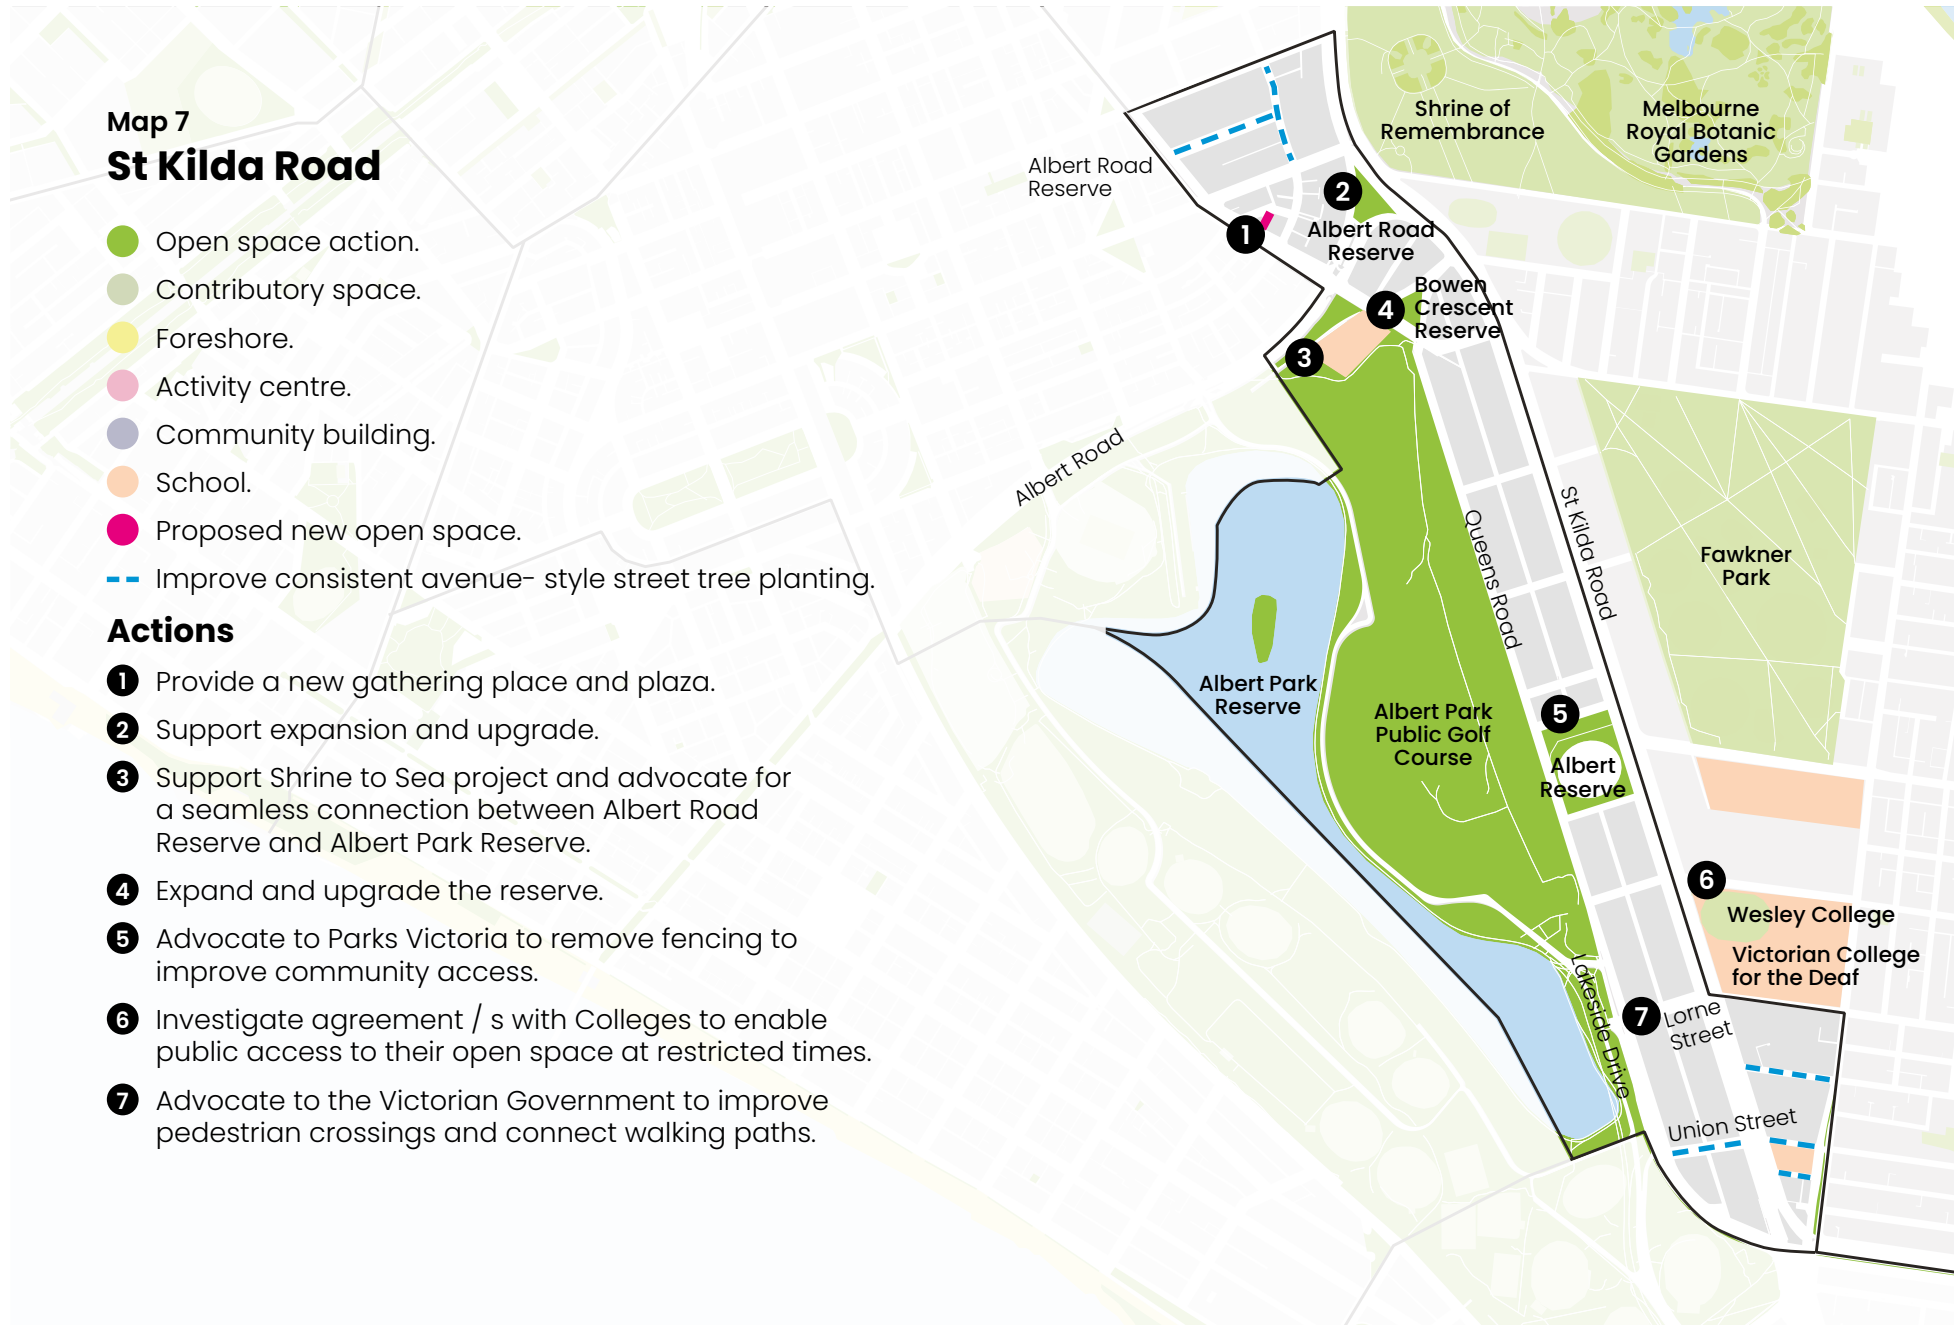 Map 7
St Kilda Road
Open space action.
Contributory space.
Foreshore.
Activity centre.
Community building.
School.
Proposed new open space.
Improve consistent avenue- style street tree planting.
Actions
1 Provide a new gathering place and plaza.
2 Support expansion and upgrade.
3 Support Shrine to Sea project and advocate for
a seamless connection between Albert Road
Reserve and Albert Park Reserve.
4 Expand and upgrade the reserve.
5 Advocate to Parks Victoria to remove fencing to
improve community access.
6 Investigate agreement / s with Colleges to enable
public access to their open space at restricted times.
7 Advocate to the Victorian Government to improve
pedestrian crossings and connect walking paths.
Shrine of
Remembrance
Melbourne
Royal Botanic
Gardens
Albert Road
Reserve
2
1
Albert Road
Reserve
4
Bowen
Crescent
Reserve
3
Albert Road
St Kilda Road
Queens Road
Fawkner
Park
Albert Park
Reserve
Albert Park
Public Golf
Course
5
Albert
Reserve
6
Wesley College
Victorian College
for the Deaf
Lakeside Drive
7
Lorne
Street
Union Street